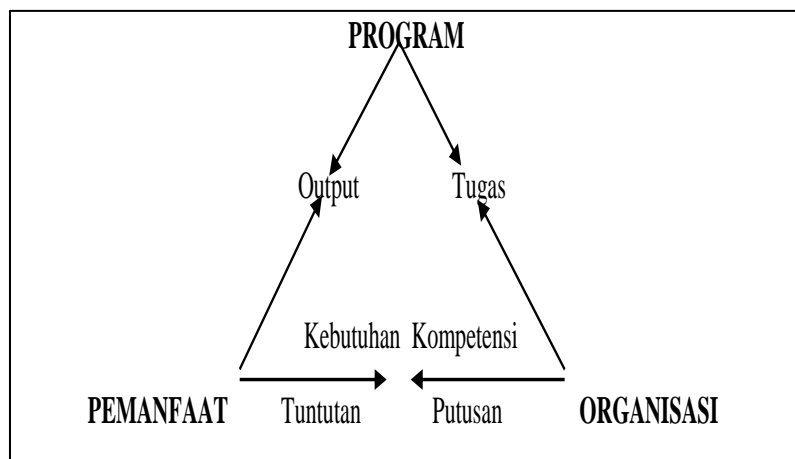 PROGRAM
Output Tugas
Kebutuhan Kompetensi
PEMANFAAT Tuntutan Putusan ORGANISASI